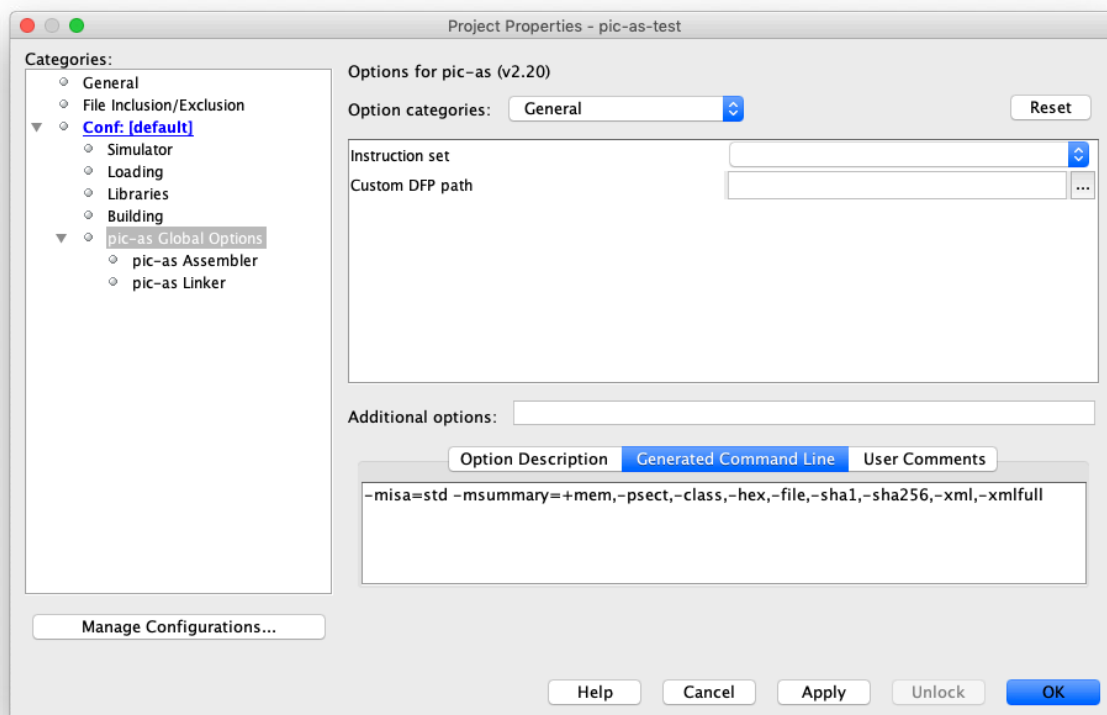 Project Properties - pic-as-test
Categories:
General
File Inclusion/Exclusion
Conf: [default]
Simulator
Loading
Libraries
Building
pic-as Global Options
pic-as Assembler
pic-as Linker
Manage Configurations...
Options for pic-as (v2.20)
Option categories: General Reset
Instruction set
Custom DFP path ...
Additional options:
Option Description Generated Command Line User Comments
-misa=std -msummary=+mem,-psect,-class,-hex,-file,-sha1,-sha256,-xml,-xmlfull
Help Cancel Apply Unlock OK